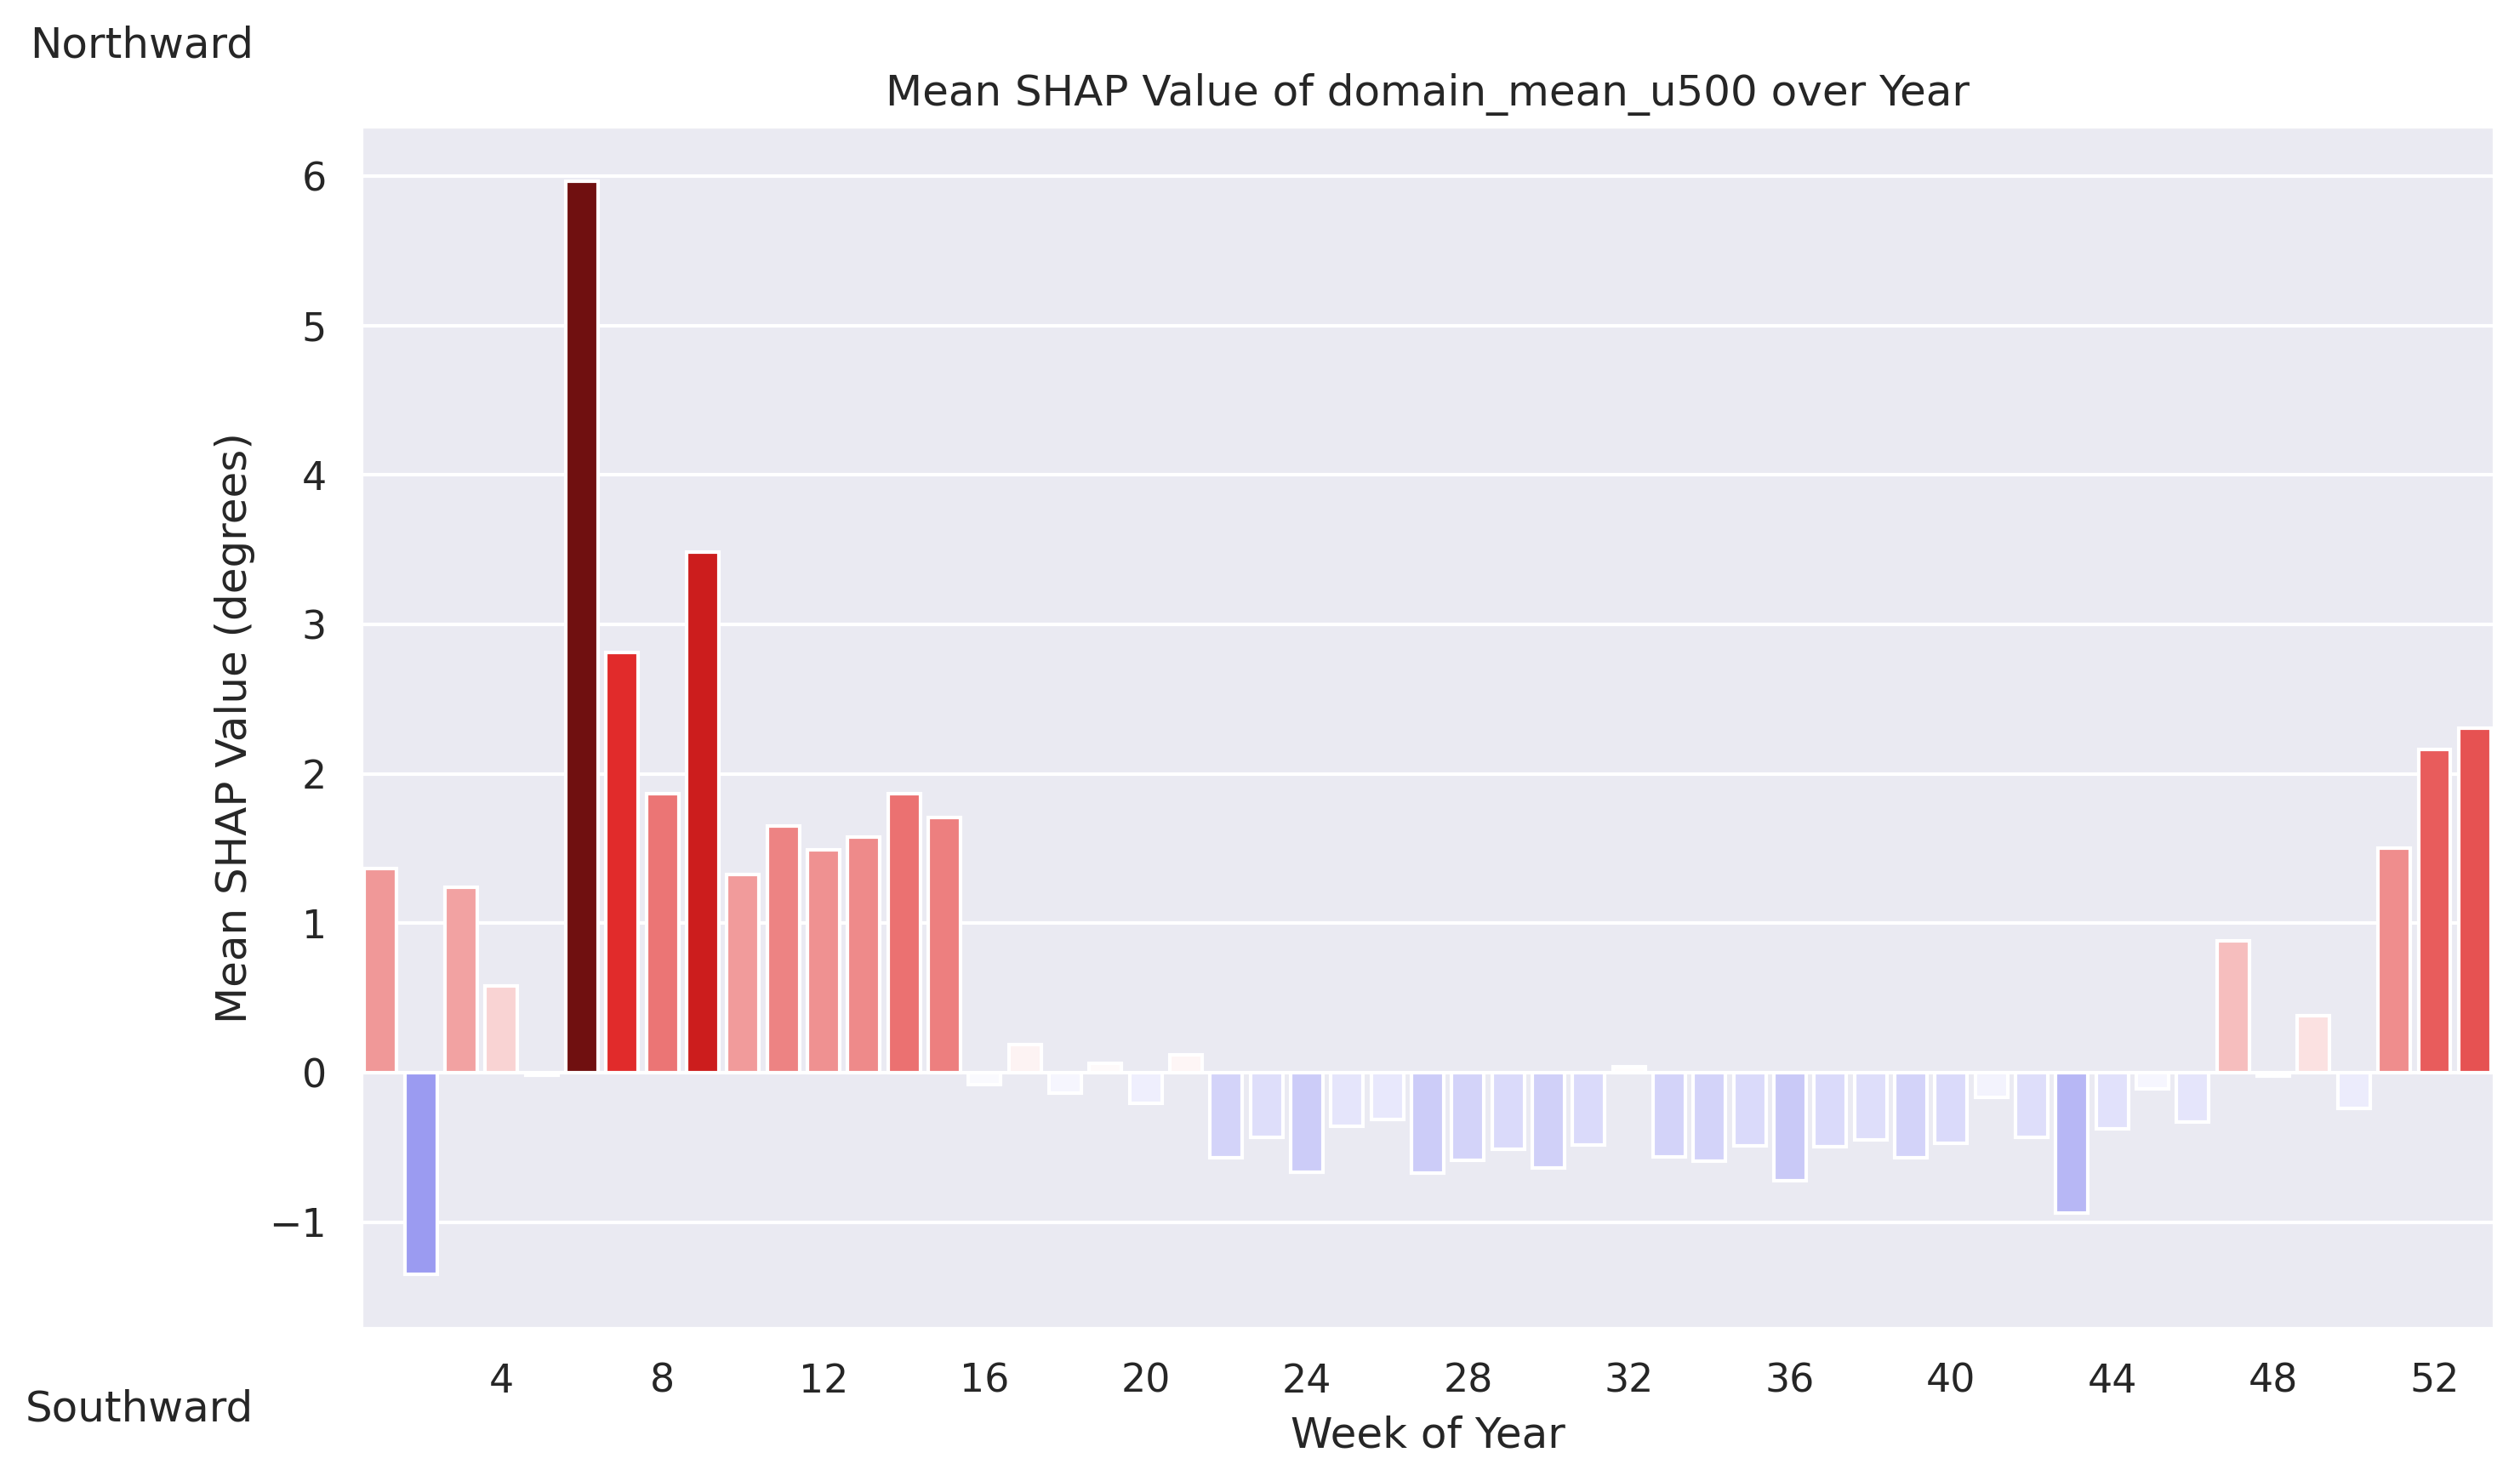 Northward
Mean SHAP Value of domain_mean_u500 over Year
Mean SHAP Value (degrees)
6
5
4
3
2
1
0
−1
4 8 12 16 20 24 28 32 36 40 44 48 52
Southward
Week of Year